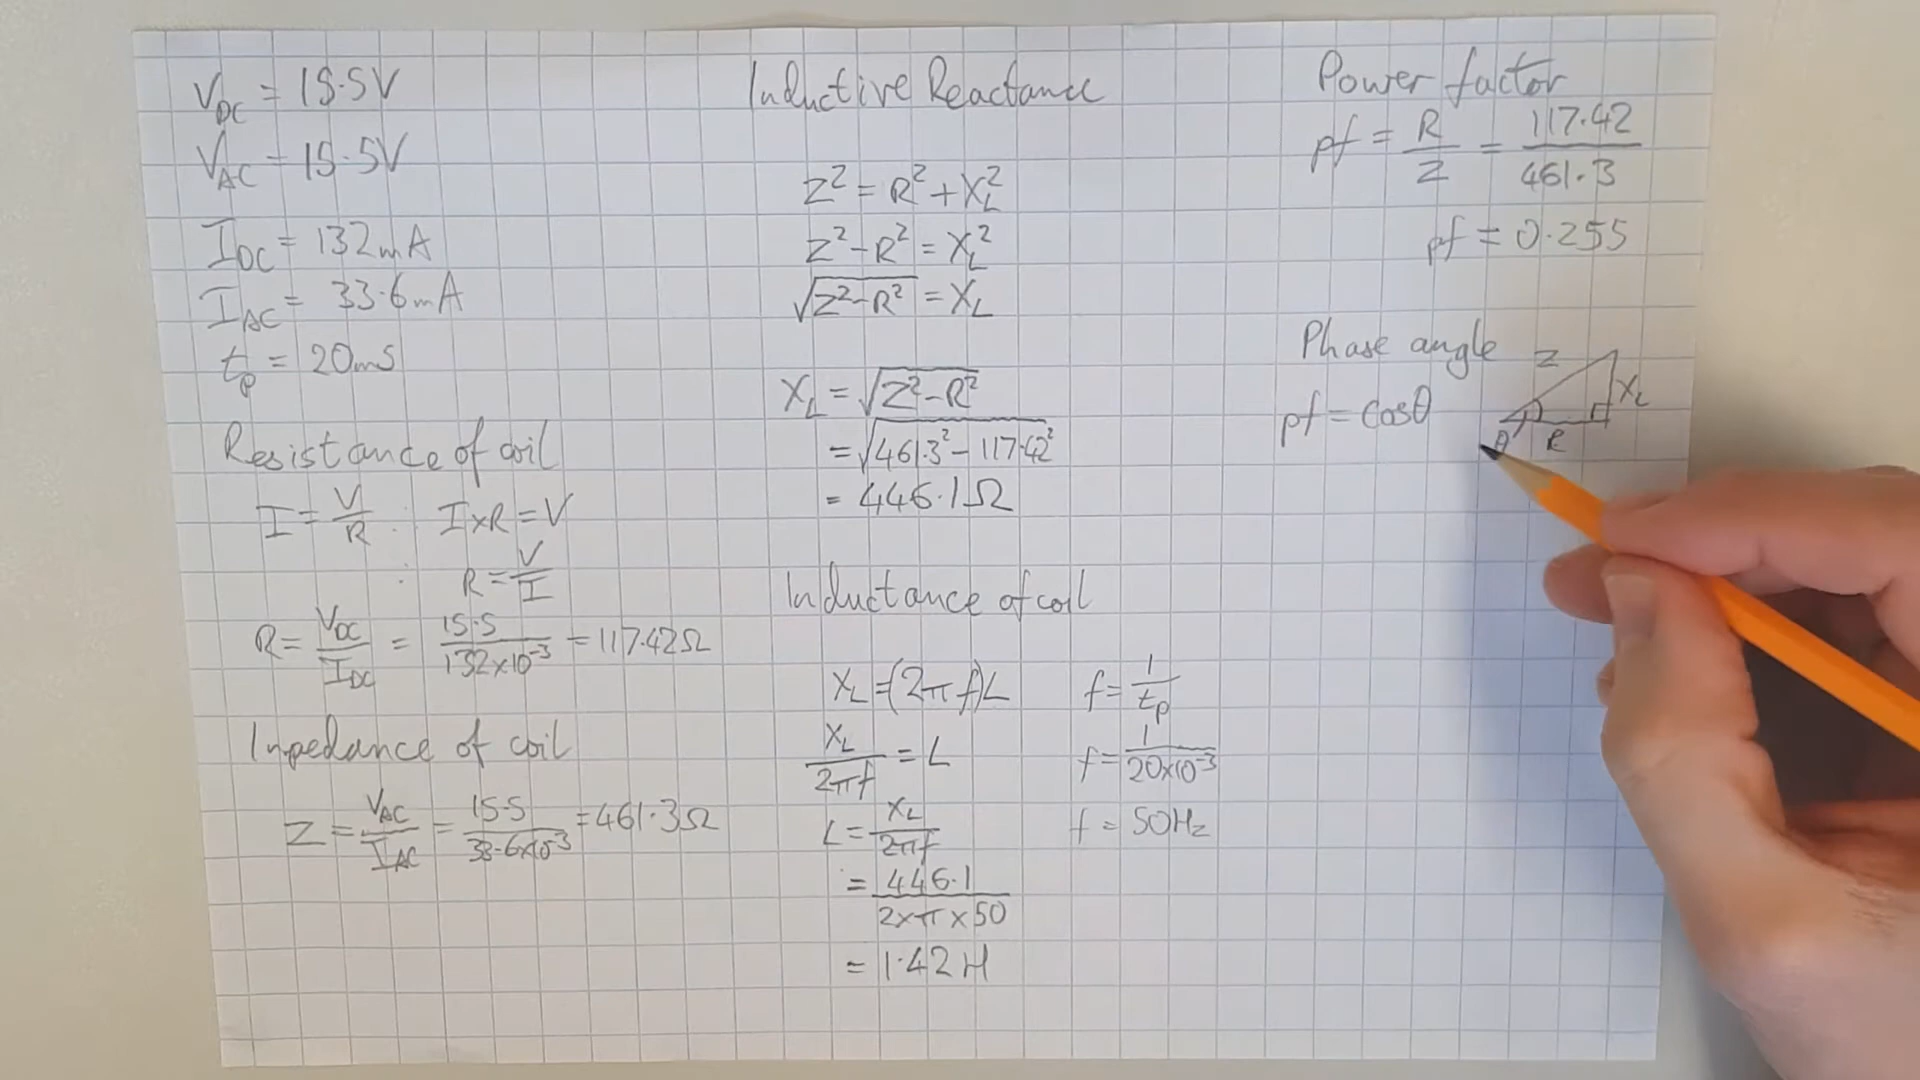 V_DC = 15.5V
V_AC = 15.5V
I_DC = 132mA
I_AC = 33.6mA
t_p = 20ms
Resistance of coil
I = V/R ∴ I×R = V
∴ R = V/I
R = V_DC/I_DC = 15.5/132×10⁻³ = 117.42Ω
Impedance of coil
Z = V_AC/I_AC = 15.5/33.6×10⁻³ = 461.3Ω
Inductive Reactance
Z² = R² + X_L²
Z² - R² = X_L²
√(Z² - R²) = X_L
X_L = √(Z² - R²)
= √(461.3² - 117.42²)
= 446.1Ω
Inductance of coil
X_L = (2πf)L
X_L/2πf = L
L = X_L/2πf
= 446.1/2×π×50
= 1.42H
f = 1/t_p
f = 1/20×10⁻³
f = 50Hz
Power factor
pf = R/Z = 117.42/461.3
pf = 0.255
Phase angle
pf = cosθ
Z
X_L
θ R